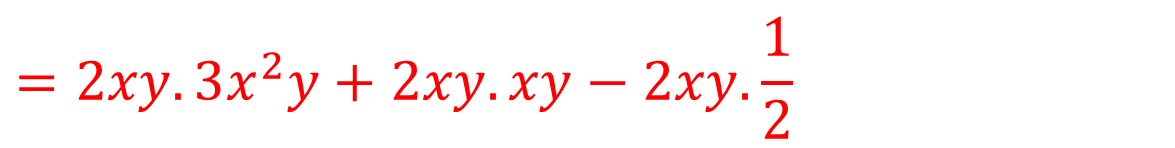 = 2xy. 3x²y + 2xy. xy − 2xy. 1/2